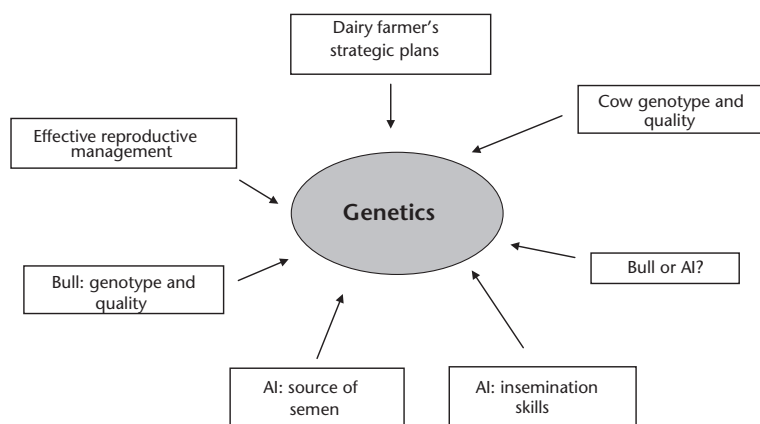 Dairy farmer's
strategic plans
Cow genotype and
quality
Effective reproductive
management
Genetics
Bull or AI?
Bull: genotype and
quality
AI: source of
semen
AI: insemination
skills